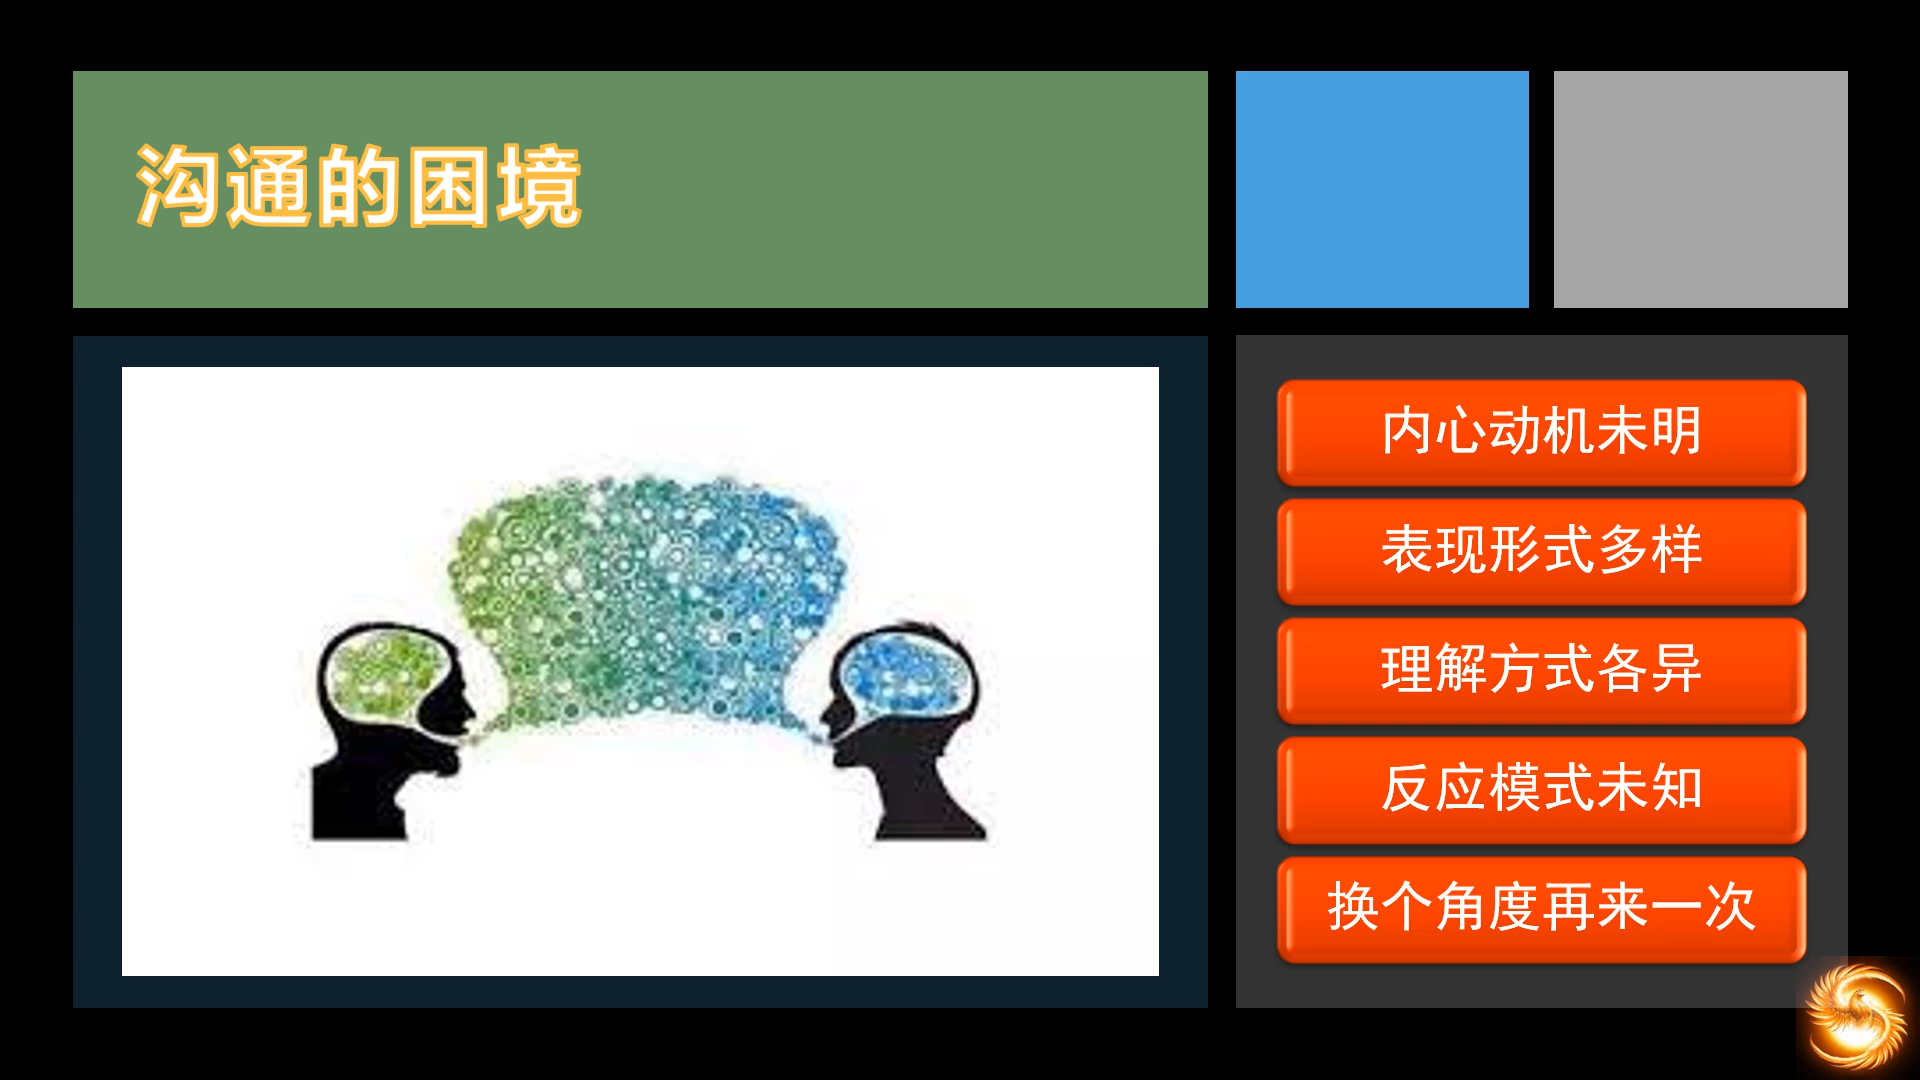 沟通的困境
内心动机未明
表现形式多样
理解方式各异
反应模式未知
换个角度再来一次